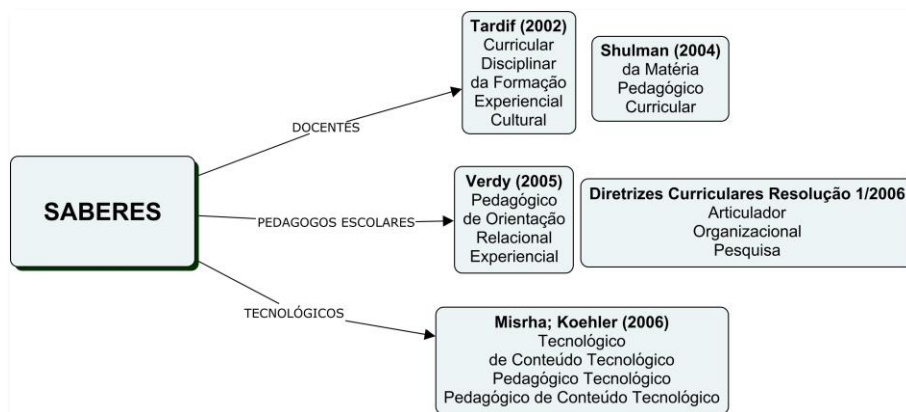 SABERES
DOCENTES
Tardif (2002)
Curricular
Disciplinar
da Formação
Experiencial
Cultural
Shulman (2004)
da Matéria
Pedagógico
Curricular
PEDAGOGOS ESCOLARES
Verdy (2005)
Pedagógico
de Orientação
Relacional
Experiencial
Diretrizes Curriculares Resolução 1/2006
Articulador
Organizacional
Pesquisa
TECNOLÓGICOS
Misrha; Koehler (2006)
Tecnológico
de Conteúdo Tecnológico
Pedagógico Tecnológico
Pedagógico de Conteúdo Tecnológico